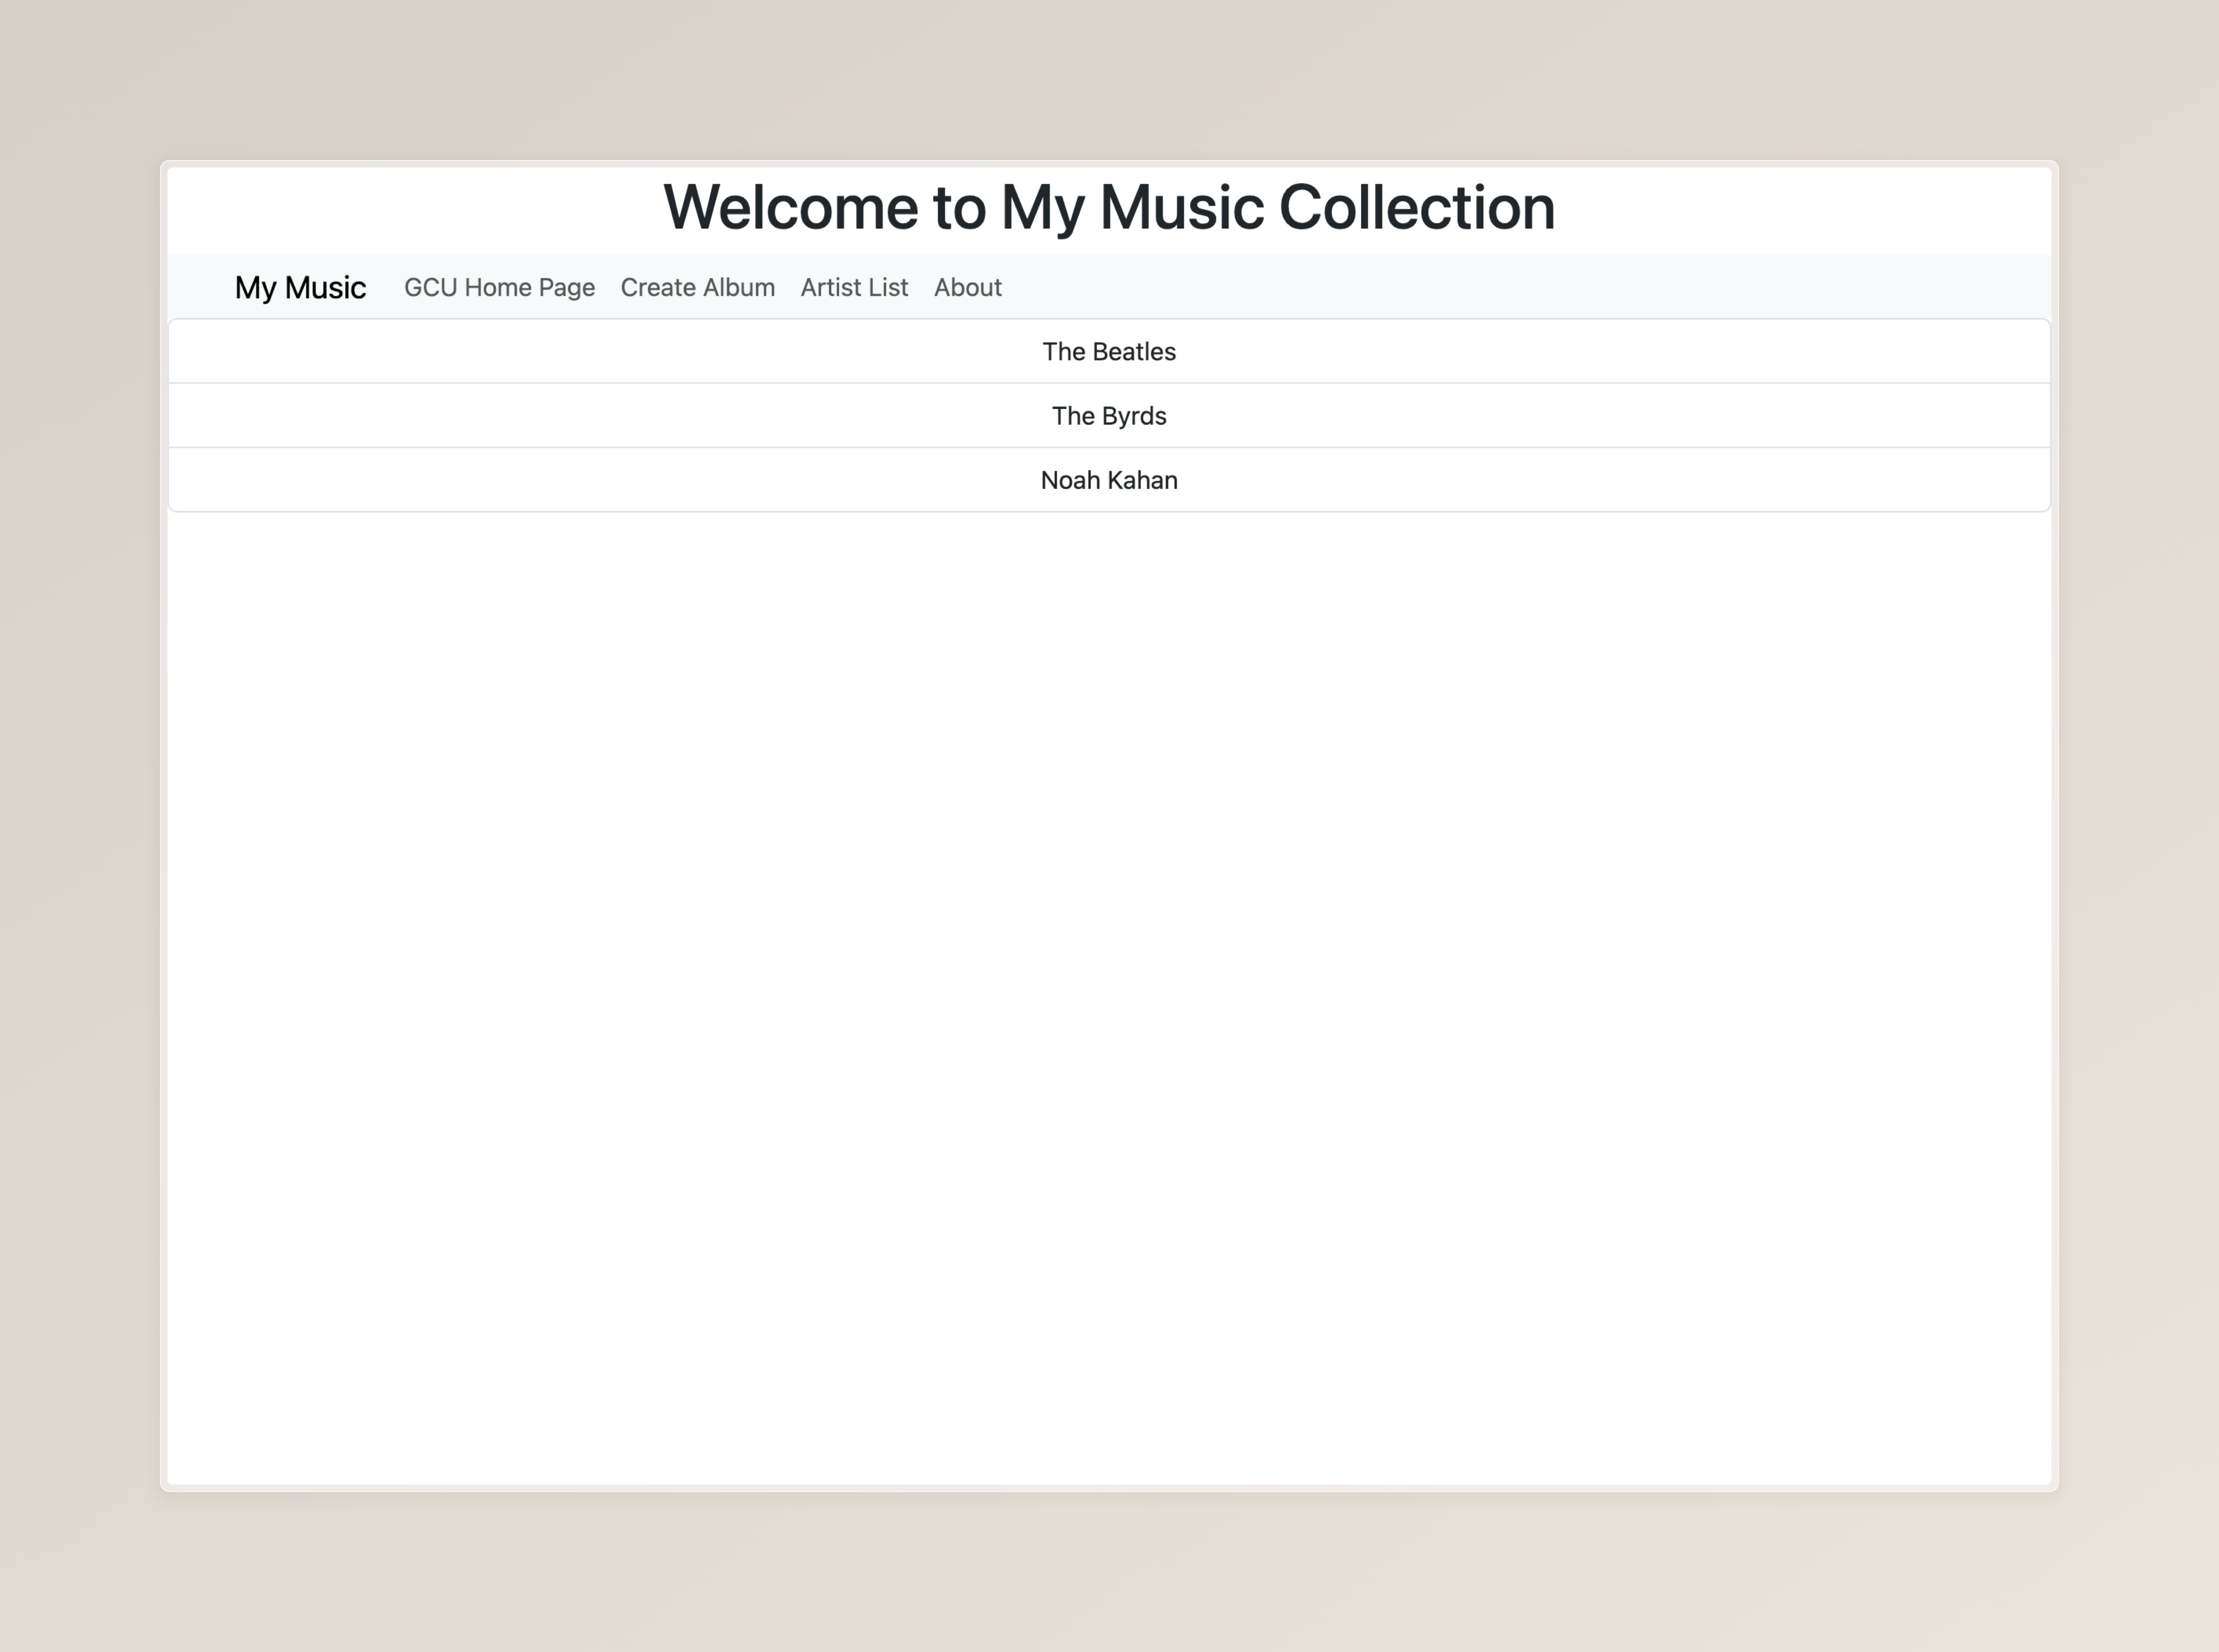 Welcome to My Music Collection
My Music GCU Home Page Create Album Artist List About
The Beatles
The Byrds
Noah Kahan